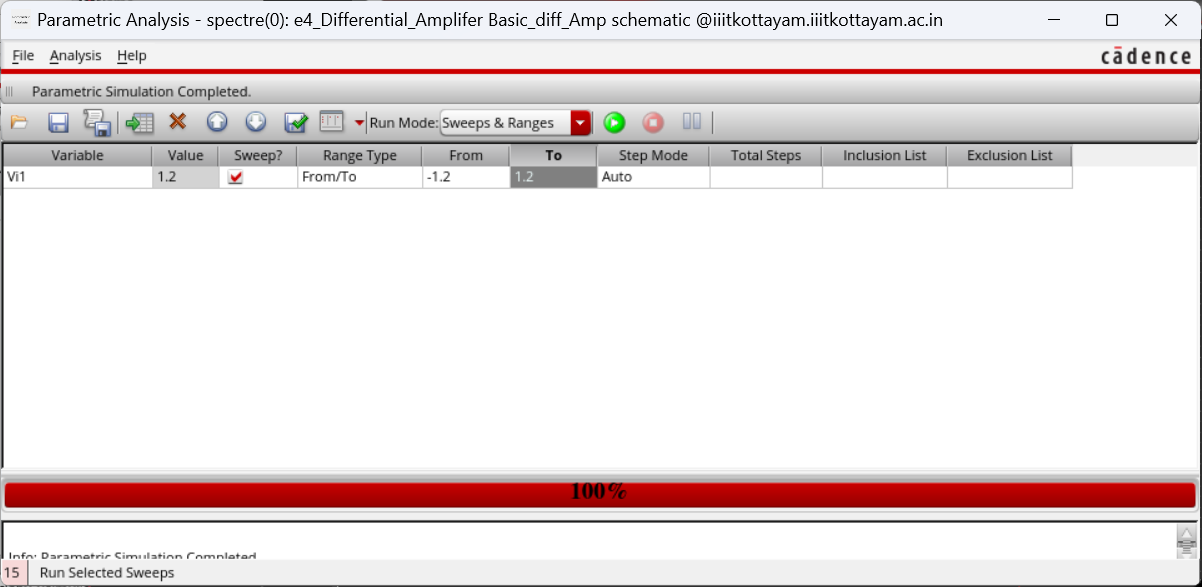 Parametric Analysis - spectre(0): e4_Differential_Amplifer Basic_diff_Amp schematic @iiitkottayam.iiitkottayam.ac.in
File Analysis Help
cādence
Parametric Simulation Completed.
Run Mode: Sweeps & Ranges
Variable Value Sweep? Range Type From To Step Mode Total Steps Inclusion List Exclusion List
Vi1 1.2 From/To -1.2 1.2 Auto
100%
Info: Parametric Simulation Completed
15 Run Selected Sweeps